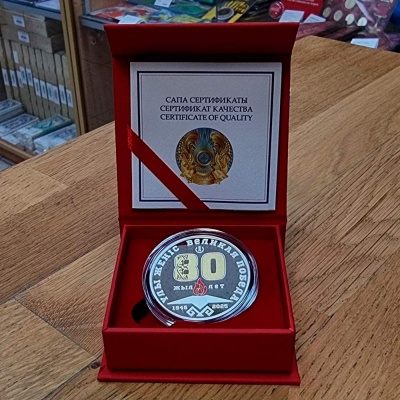 САПА СЕРТИФИКАТЫ
СЕРТИФИКАТ КАЧЕСТВА
CERTIFICATE OF QUALITY
ҰЛЫ ЖЕҢІС ВЕЛИКАЯ ПОБЕДА
80
ЖЫЛ ЛЕТ
1945 2025